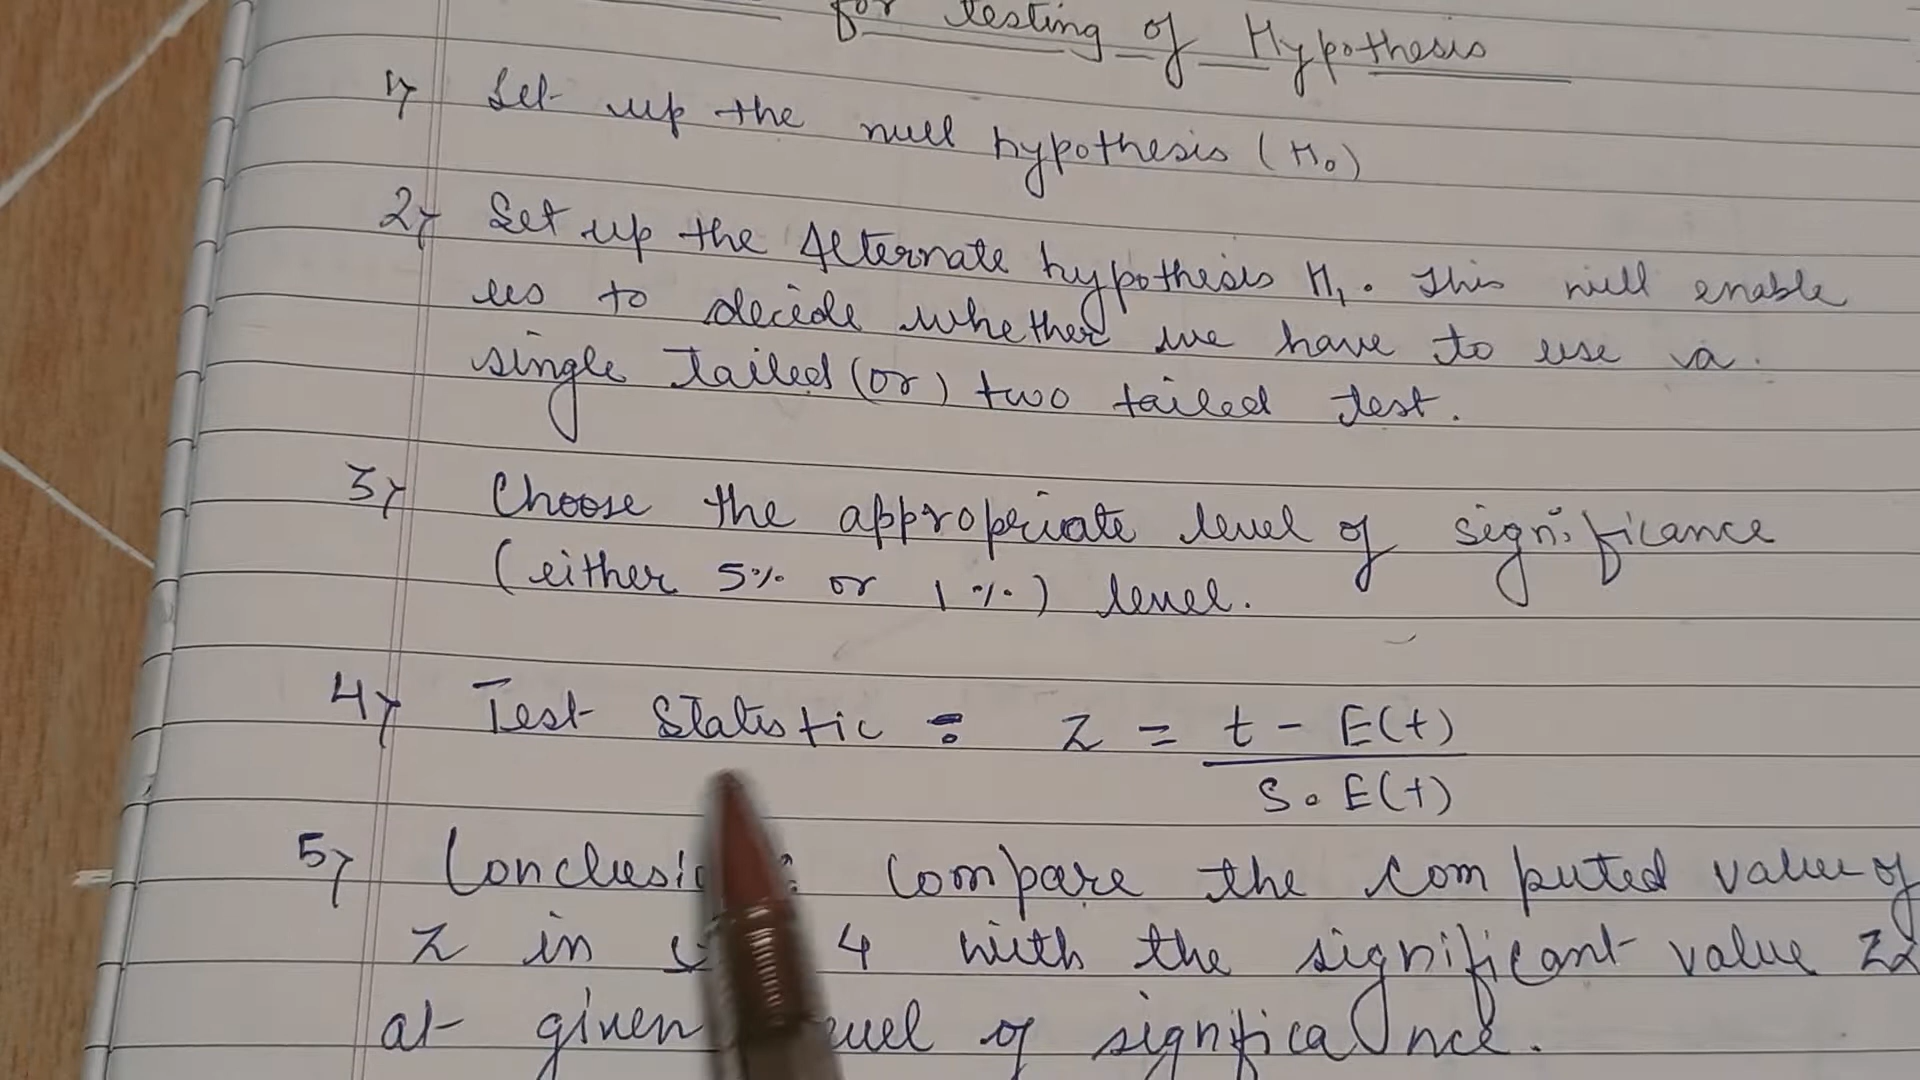 for Testing of Hypothesis
1) Set up the null hypothesis (H₀)
2) Set up the Alternate hypothesis H₁. This will enable
us to decide whether we have to use a
single Tailed (or) two tailed test.
3) Choose the appropriate level of significance
(either 5% or 1%) level.
4) Test Statistic : Z = t - E(t)
S.E(t)
5) Conclusion : Compare the computed value of
Z in 4 with the significant value Zα
at given level of significance.